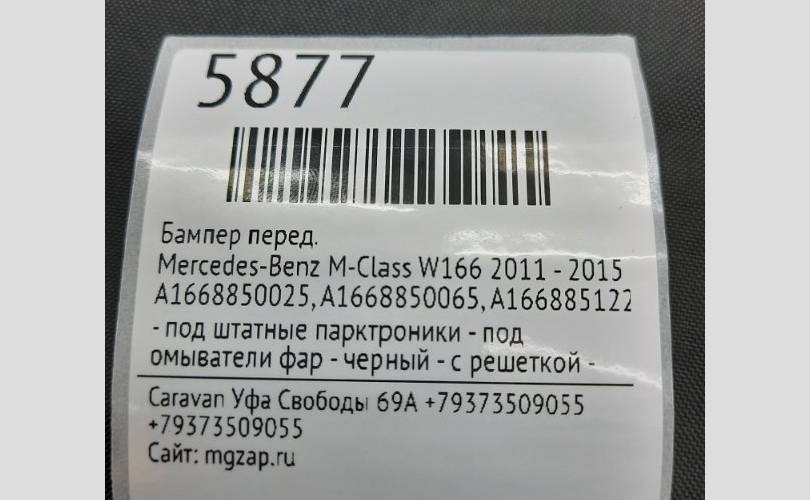 5877
Бампер перед.
Mercedes-Benz M-Class W166 2011 - 2015
A1668850025, A1668850065, A166885122
- под штатные парктроники - под
омыватели фар - черный - с решеткой -
Caravan Уфа Свободы 69А +79373509055
+79373509055
Сайт: mgzap.ru